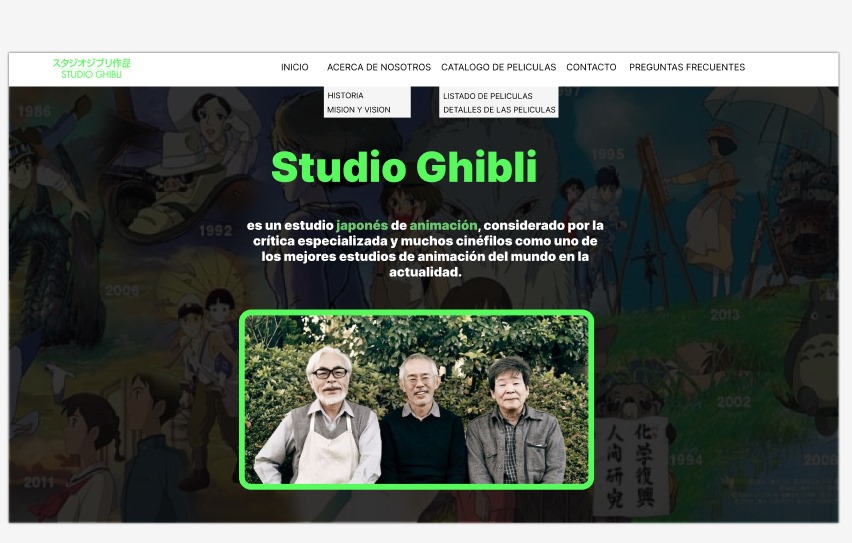 スタジオジブリ作品
STUDIO GHIBLI
INICIO ACERCA DE NOSOTROS CATALOGO DE PELICULAS CONTACTO PREGUNTAS FRECUENTES
HISTORIA
MISION Y VISION
LISTADO DE PELICULAS
DETALLES DE LAS PELICULAS
1986
1997
1995
Studio Ghibli
1992
es un estudio japonés de animación, considerado por la
crítica especializada y muchos cinéfilos como uno de
los mejores estudios de animación del mundo en la
actualidad.
2006
2013
2002
化学復興
人间研究
1994
2008
2011